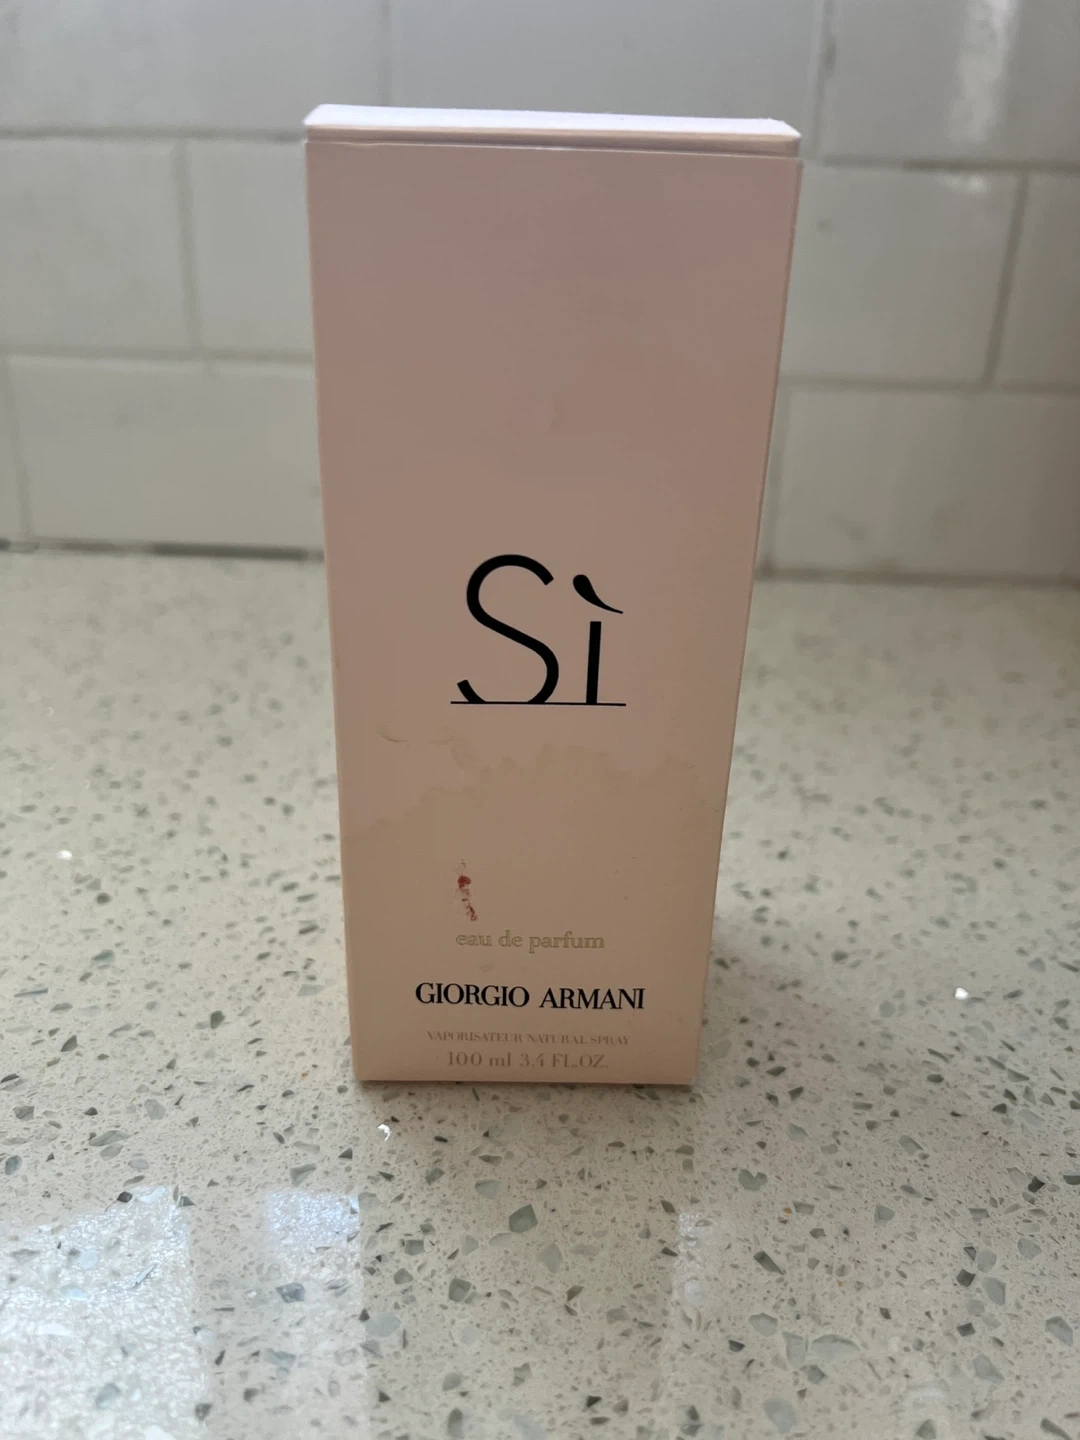 Sì
eau de parfum
GIORGIO ARMANI
VAPORISATEUR NATURAL SPRAY
100 ml 3.4 FL.OZ.